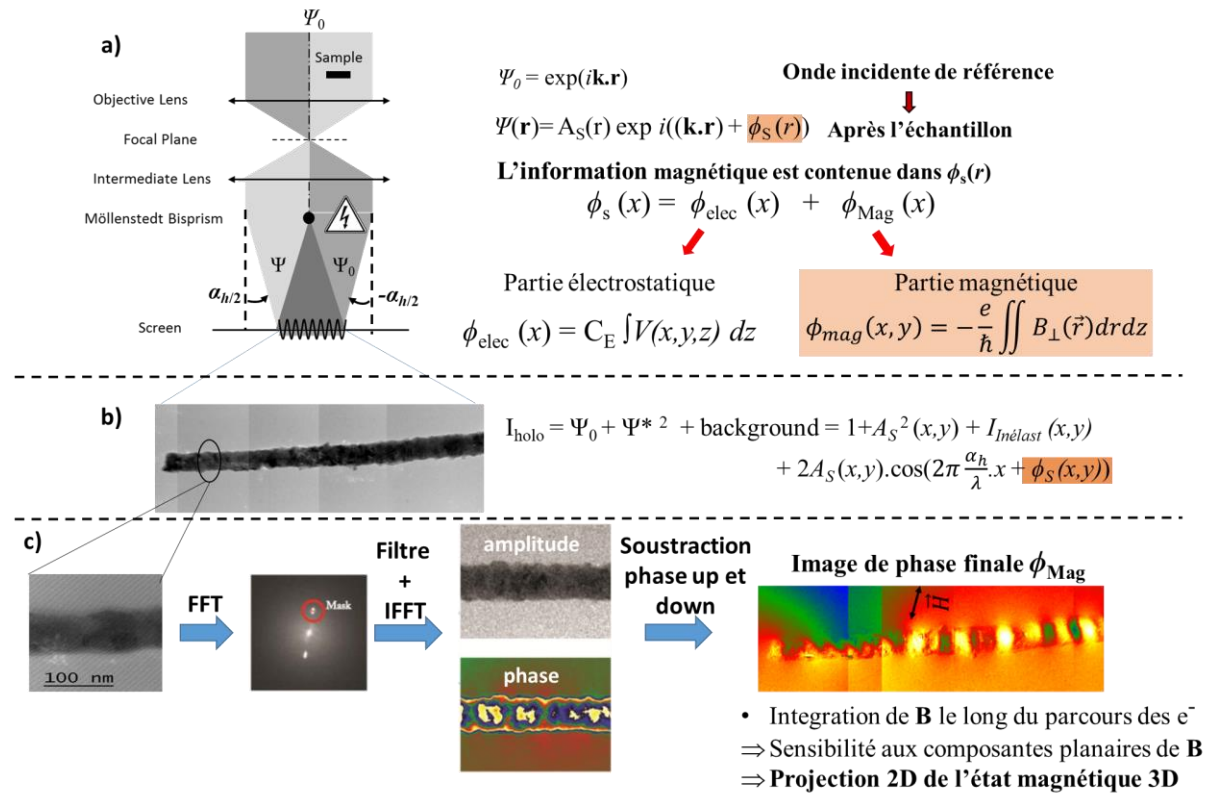 a)
Ψ0
Sample
Objective Lens
Focal Plane
Intermediate Lens
Möllenstedt Bisprism
Ψ
Ψ0
αh/2
-αh/2
Screen
Ψ0 = exp(ik.r)
Onde incidente de référence
Ψ(r)= AS(r) exp i((k.r) + ϕS(r))
Après l'échantillon
L'information magnétique est contenue dans ϕs(r)
ϕs (x) = ϕelec (x) + ϕMag (x)
Partie électrostatique
ϕelec (x) = CE ∫V(x,y,z) dz
Partie magnétique
ϕmag(x, y) = −e/ħ ∬ B⊥(r⃗)drdz
b)
Iholo = Ψ0 + Ψ* 2 + background = 1+AS2(x,y) + IInélast (x,y)
+ 2AS(x,y).cos(2π αh/λ.x + ϕS(x,y))
c)
100 nm
FFT
Mask
Filtre
+
IFFT
amplitude
phase
Soustraction
phase up et
down
Image de phase finale ϕMag
H⃗
• Integration de B le long du parcours des e-
⇒ Sensibilité aux composantes planaires de B
⇒ Projection 2D de l'état magnétique 3D